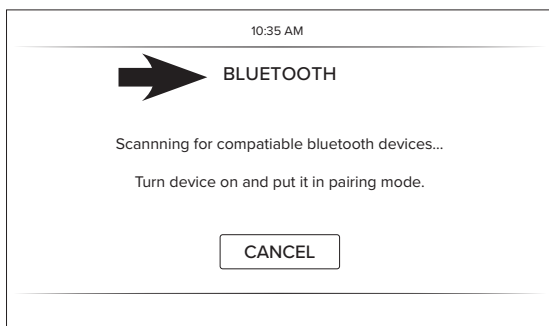 10:35 AM
BLUETOOTH
Scannning for compatiable bluetooth devices...
Turn device on and put it in pairing mode.
CANCEL